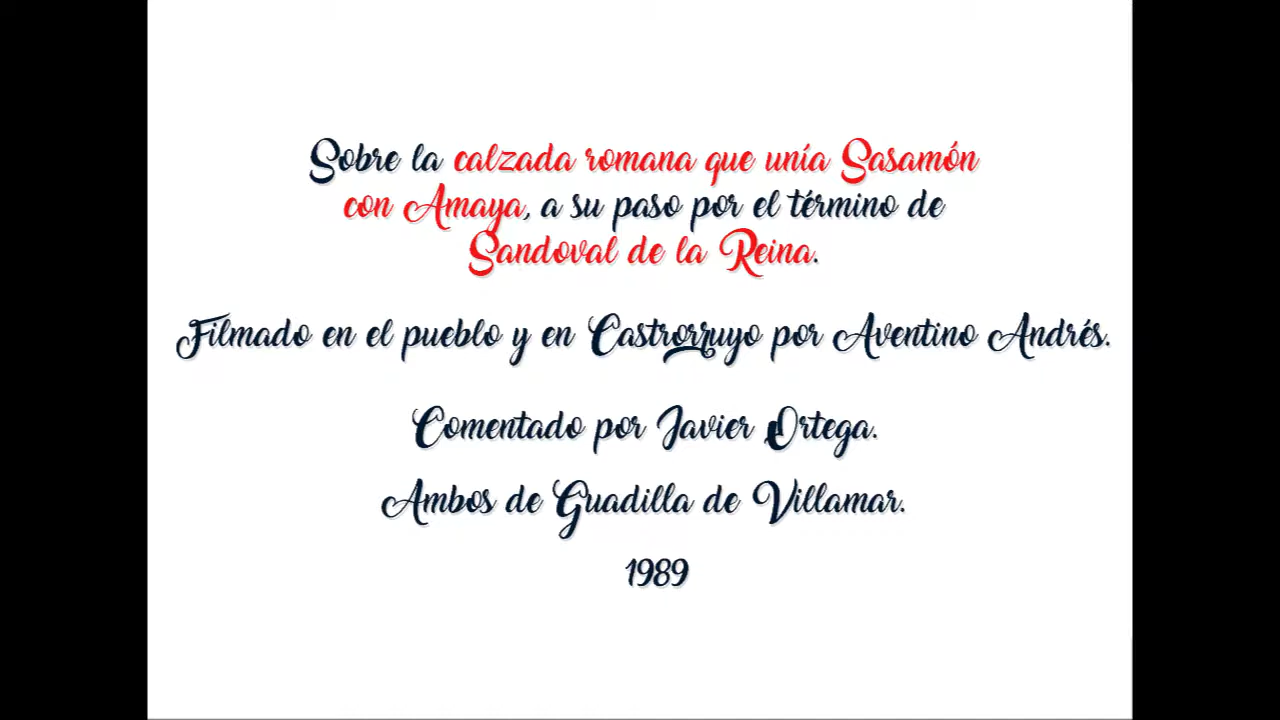 Sobre la calzada romana que unía Sasamón
con Amaya, a su paso por el término de
Sandoval de la Reina.
Filmado en el pueblo y en Castrorruyo por Aventino Andrés.
Comentado por Javier Ortega.
Ambos de Guadilla de Villamar.
1989